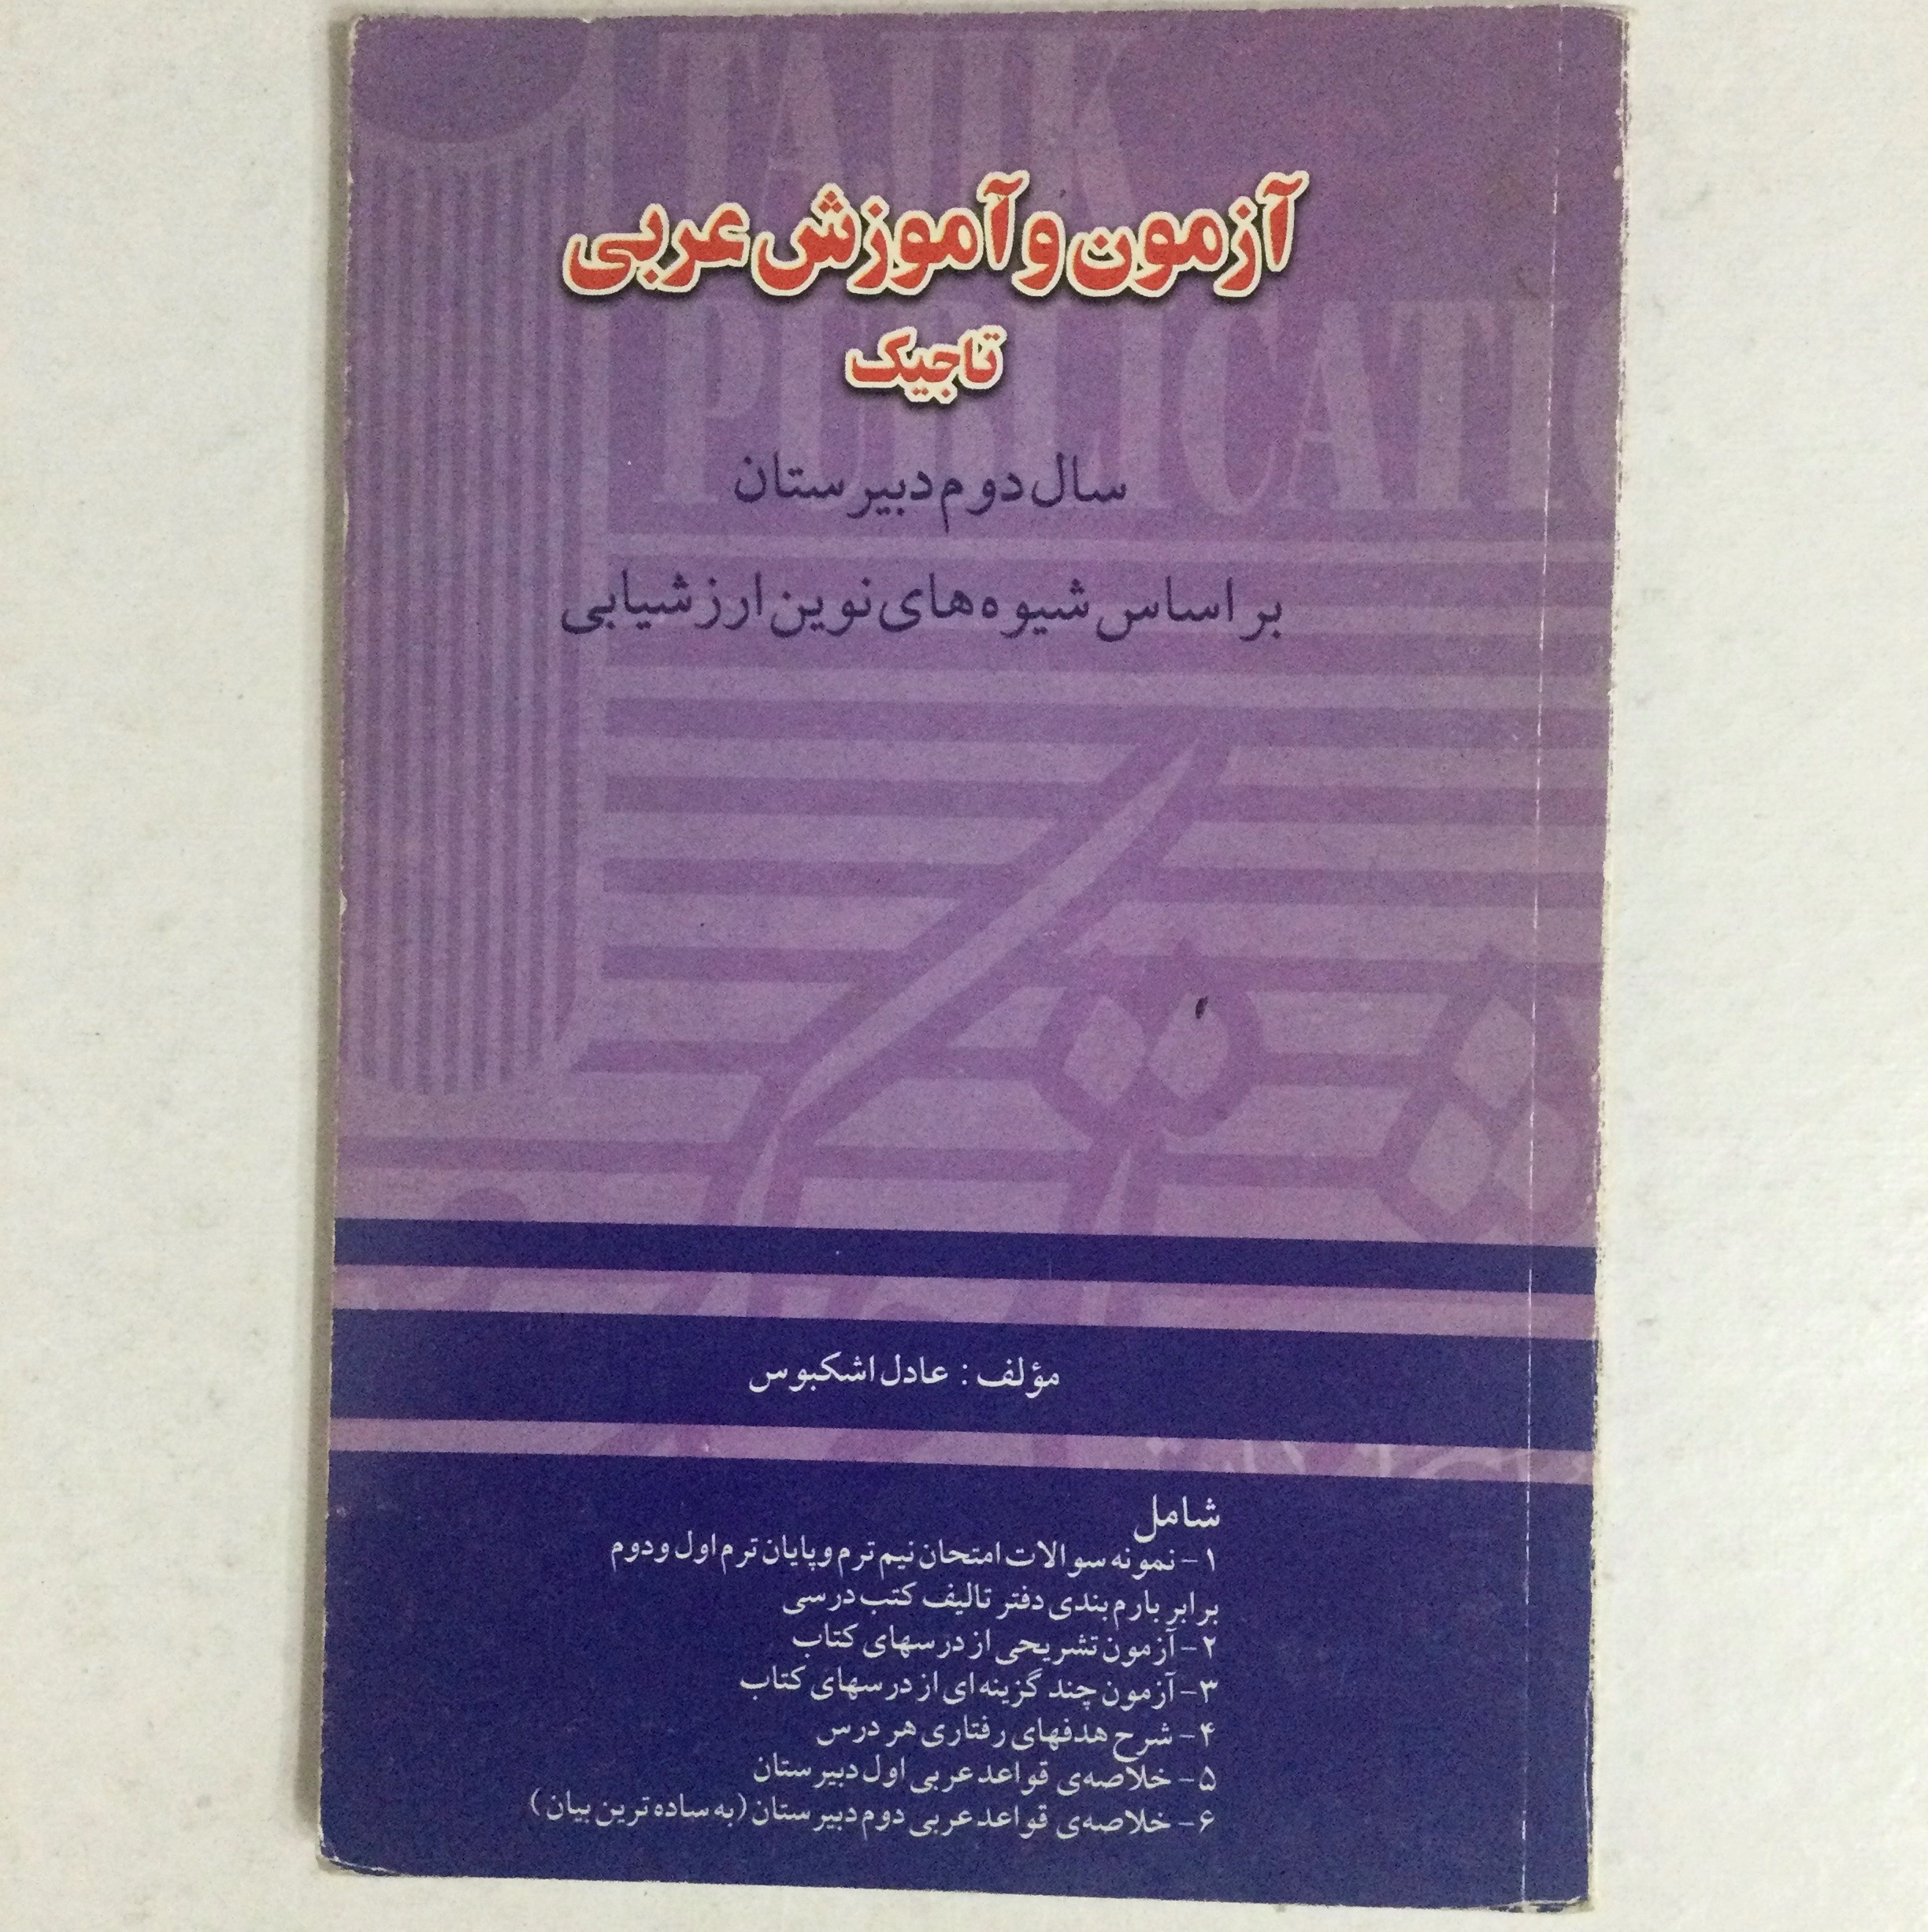 TAJIK
PUBLICATIO
آزمون و آموزش عربی
تاجیک
سال دوم دبیرستان
بر اساس شیوه های نوین ارزشیابی
مؤلف : عادل اشکبوس
شامل
۱- نمونه سوالات امتحان نیم ترم و پایان ترم اول و دوم
برابر بارم بندی دفتر تالیف کتب درسی
۲- آزمون تشریحی از درسهای کتاب
۳- آزمون چند گزینه ای از درسهای کتاب
۴- شرح هدفهای رفتاری هر درس
۵- خلاصه‌ی قواعد عربی اول دبیرستان
۶- خلاصه‌ی قواعد عربی دوم دبیرستان (به ساده ترین بیان)